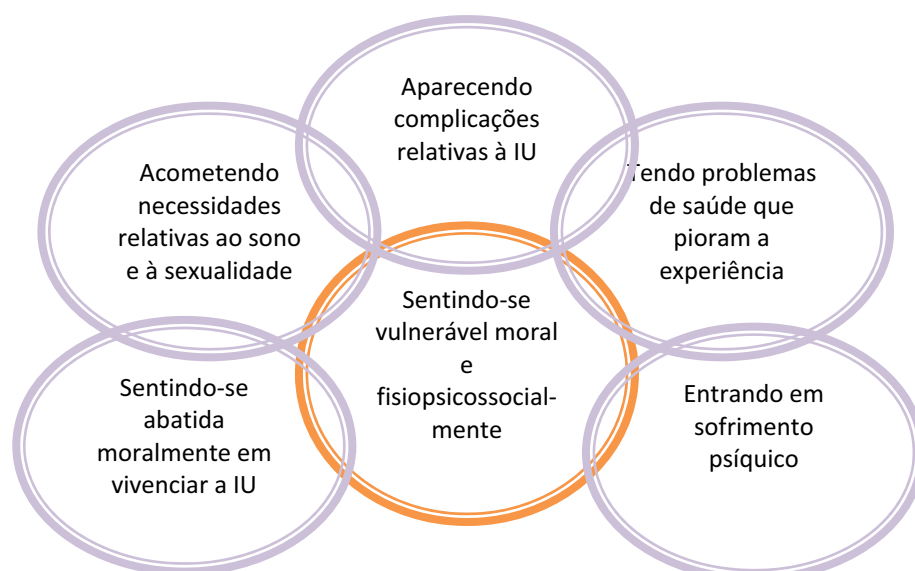 Aparecendo
complicações
relativas à IU
Acometendo
necessidades
relativas ao sono
e à sexualidade
Tendo problemas
de saúde que
pioram a
experiência
Sentindo-se
vulnerável moral
e
fisiopsicossocial-
mente
Sentindo-se
abatida
moralmente em
vivenciar a IU
Entrando em
sofrimento
psíquico